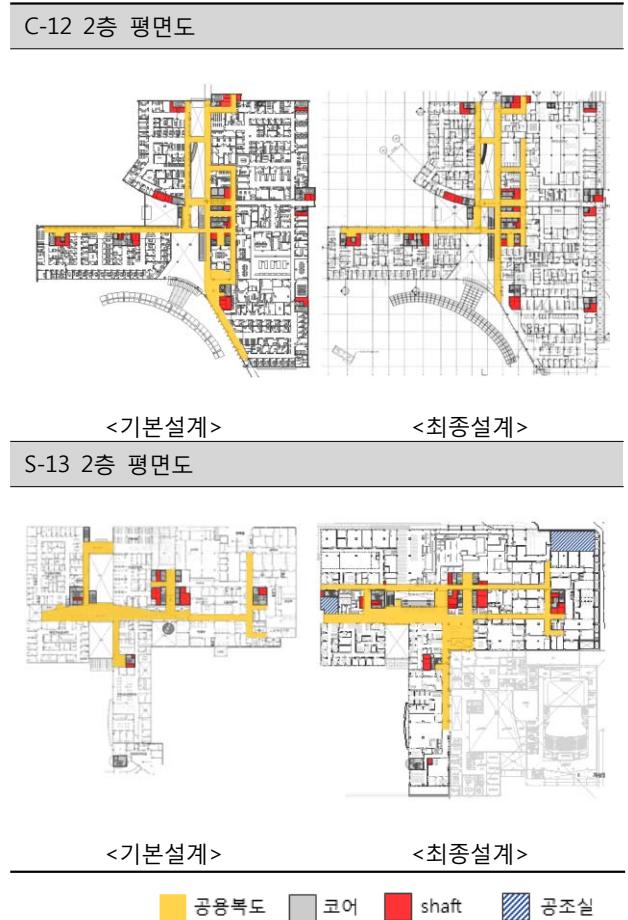 C-12 2층 평면도
<기본설계> <최종설계>
S-13 2층 평면도
<기본설계> <최종설계>
공용복도 코어 shaft 공조실